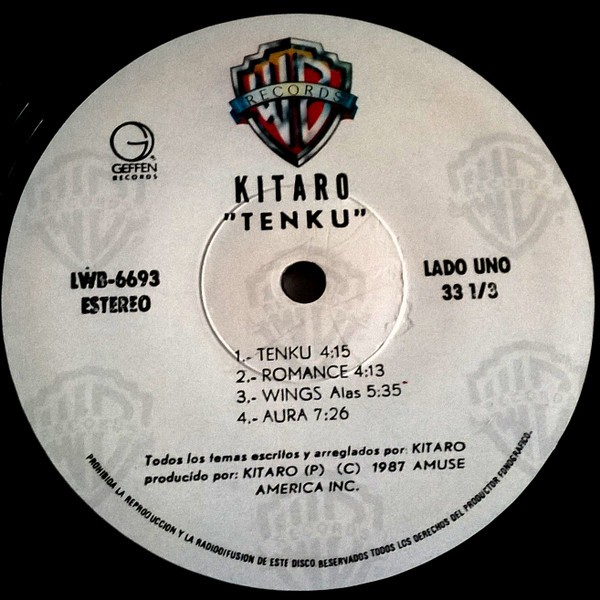 WB
RECORDS
GEFFEN
RECORDS
KITARO
"TENKU"
LWB-6693
ESTEREO
LADO UNO
33 1/3
1.- TENKU 4:15
2.- ROMANCE 4:13
3.- WINGS Alas 5:35
4.- AURA 7:26
Todos los temas escritos y arreglados por: KITARO
producido por: KITARO (P) (C) 1987 AMUSE
AMERICA INC.
PROHIBIDA LA REPRODUCCION Y LA RADIODIFUSION DE ESTE DISCO RESERVADOS TODOS LOS DERECHOS DEL PRODUCTOR FONOGRAFICO.